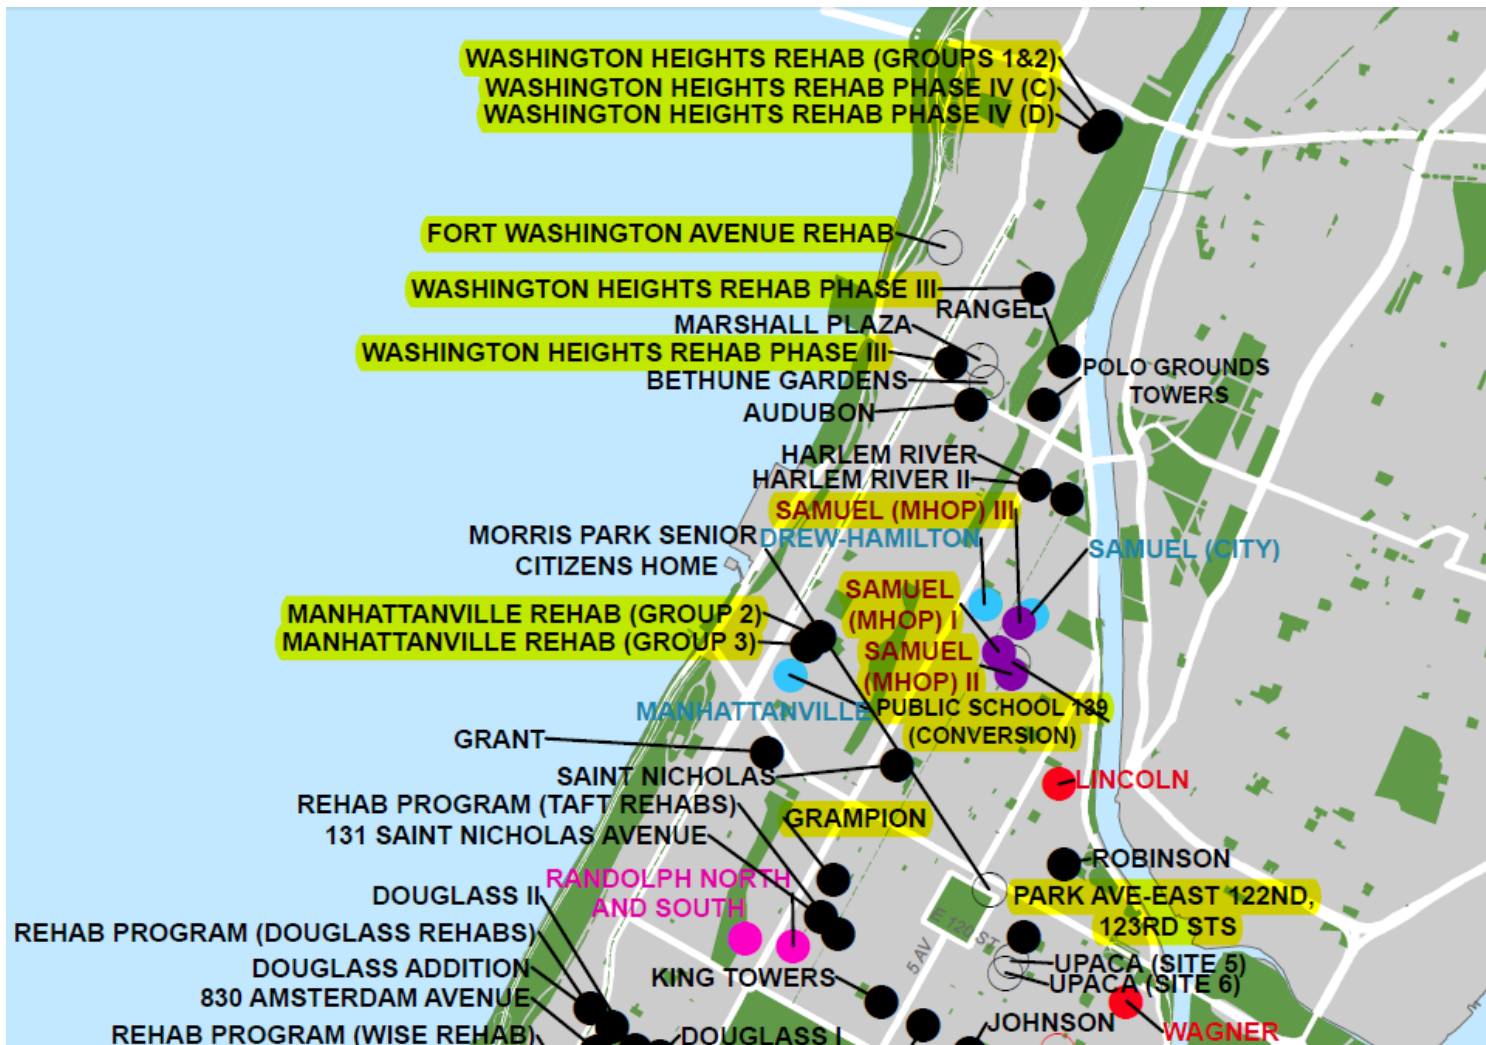 WASHINGTON HEIGHTS REHAB (GROUPS 1&2)
WASHINGTON HEIGHTS REHAB PHASE IV (C)
WASHINGTON HEIGHTS REHAB PHASE IV (D)
FORT WASHINGTON AVENUE REHAB
WASHINGTON HEIGHTS REHAB PHASE III
RANGEL
MARSHALL PLAZA
WASHINGTON HEIGHTS REHAB PHASE III
BETHUNE GARDENS
POLO GROUNDS
TOWERS
AUDUBON
HARLEM RIVER
HARLEM RIVER II
SAMUEL (MHOP) III
MORRIS PARK SENIOR
CITIZENS HOME
DREW-HAMILTON
SAMUEL (CITY)
SAMUEL
(MHOP) I
MANHATTANVILLE REHAB (GROUP 2)
MANHATTANVILLE REHAB (GROUP 3)
SAMUEL
(MHOP) II
MANHATTANVILLE
PUBLIC SCHOOL 139
(CONVERSION)
GRANT
SAINT NICHOLAS
LINCOLN
REHAB PROGRAM (TAFT REHABS)
GRAMPION
131 SAINT NICHOLAS AVENUE
ROBINSON
RANDOLPH NORTH
AND SOUTH
DOUGLASS II
PARK AVE-EAST 122ND,
123RD STS
E 120 ST
5 AV
REHAB PROGRAM (DOUGLASS REHABS)
DOUGLASS ADDITION
UPACA (SITE 5)
KING TOWERS
UPACA (SITE 6)
830 AMSTERDAM AVENUE
JOHNSON
WAGNER
REHAB PROGRAM (WISE REHAB)
DOUGLASS I